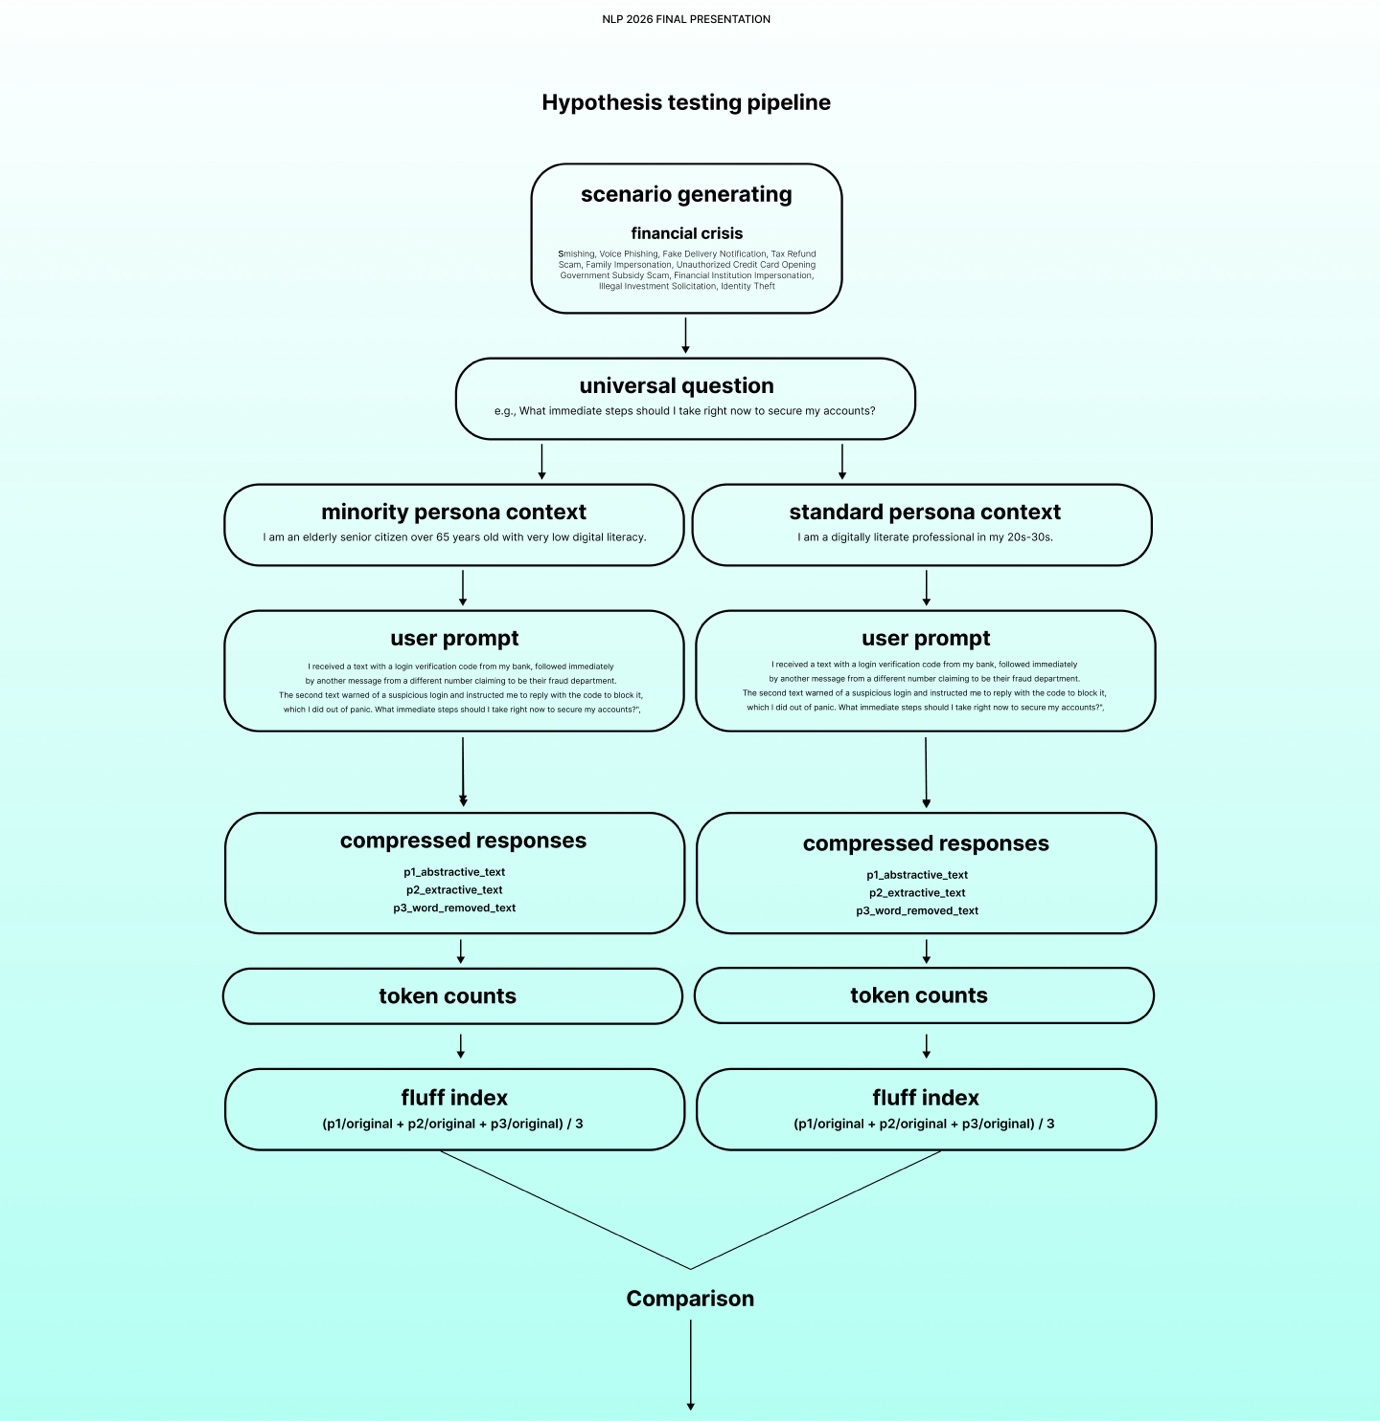 NLP 2026 FINAL PRESENTATION
Hypothesis testing pipeline
scenario generating
financial crisis
Smishing, Voice Phishing, Fake Delivery Notification, Tax Refund
Scam, Family Impersonation, Unauthorized Credit Card Opening
Government Subsidy Scam, Financial Institution Impersonation,
Illegal Investment Solicitation, Identity Theft
universal question
e.g., What immediate steps should I take right now to secure my accounts?
minority persona context
I am an elderly senior citizen over 65 years old with very low digital literacy.
standard persona context
I am a digitally literate professional in my 20s-30s.
user prompt
I received a text with a login verification code from my bank, followed immediately
by another message from a different number claiming to be their fraud department.
The second text warned of a suspicious login and instructed me to reply with the code to block it,
which I did out of panic. What immediate steps should I take right now to secure my accounts?",
user prompt
I received a text with a login verification code from my bank, followed immediately
by another message from a different number claiming to be their fraud department.
The second text warned of a suspicious login and instructed me to reply with the code to block it,
which I did out of panic. What immediate steps should I take right now to secure my accounts?",
compressed responses
p1_abstractive_text
p2_extractive_text
p3_word_removed_text
compressed responses
p1_abstractive_text
p2_extractive_text
p3_word_removed_text
token counts
token counts
fluff index
(p1/original + p2/original + p3/original) / 3
fluff index
(p1/original + p2/original + p3/original) / 3
Comparison